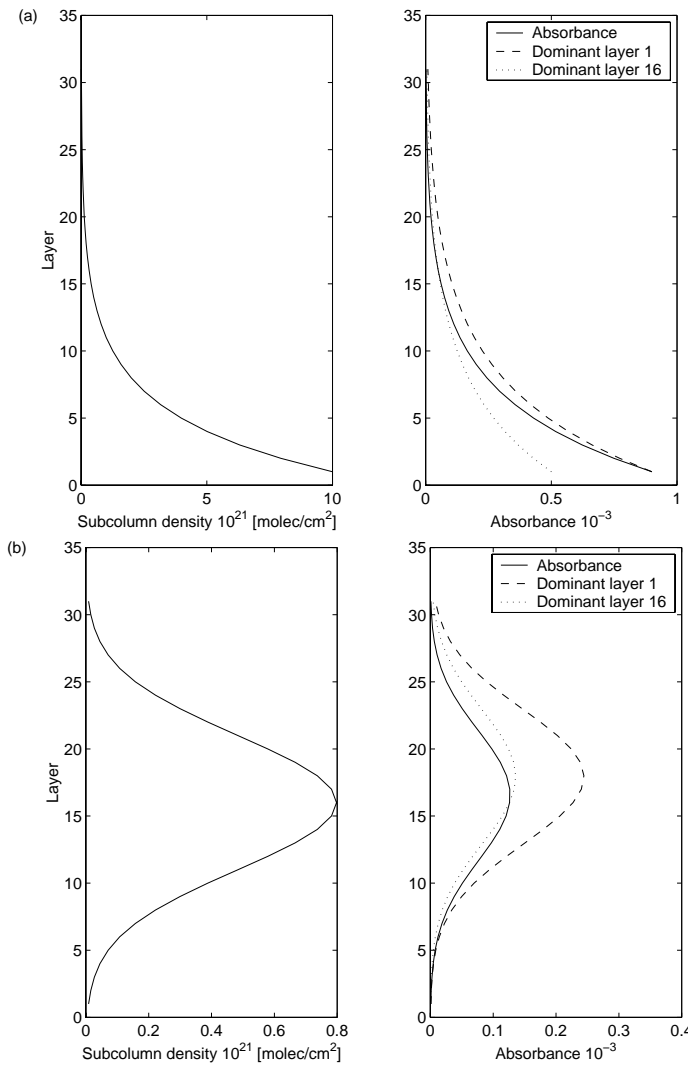 (a)
35
30
25
20
15
10
5
0
Layer
0 5 10
Subcolumn density 10^21 [molec/cm^2]
35
30
25
20
15
10
5
0
Absorbance
Dominant layer 1
Dominant layer 16
0 0.5 1
Absorbance 10^−3
(b)
35
30
25
20
15
10
5
0
Layer
0 0.2 0.4 0.6 0.8
Subcolumn density 10^21 [molec/cm^2]
35
30
25
20
15
10
5
0
Absorbance
Dominant layer 1
Dominant layer 16
0 0.1 0.2 0.3 0.4
Absorbance 10^−3